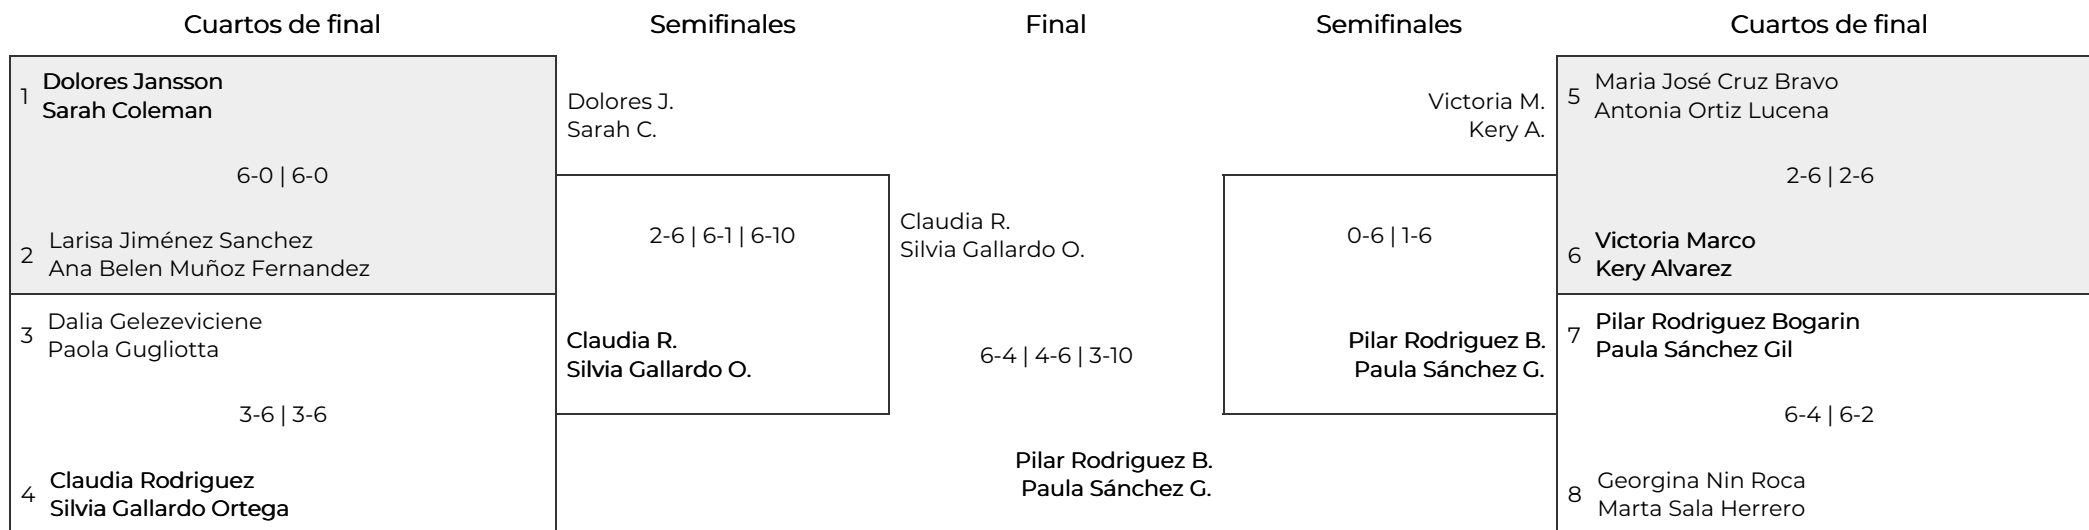 Cuartos de final
Semifinales
Final
Semifinales
Cuartos de final
1
Dolores Jansson
Sarah Coleman
6-0 | 6-0
2
Larisa Jiménez Sanchez
Ana Belen Muñoz Fernandez
3
Dalia Gelezeviciene
Paola Gugliotta
3-6 | 3-6
4
Claudia Rodriguez
Silvia Gallardo Ortega
Dolores J.
Sarah C.
2-6 | 6-1 | 6-10
Claudia R.
Silvia Gallardo O.
Claudia R.
Silvia Gallardo O.
6-4 | 4-6 | 3-10
Pilar Rodriguez B.
Paula Sánchez G.
Victoria M.
Kery A.
0-6 | 1-6
Pilar Rodriguez B.
Paula Sánchez G.
5
Maria José Cruz Bravo
Antonia Ortiz Lucena
2-6 | 2-6
6
Victoria Marco
Kery Alvarez
7
Pilar Rodriguez Bogarin
Paula Sánchez Gil
6-4 | 6-2
8
Georgina Nin Roca
Marta Sala Herrero